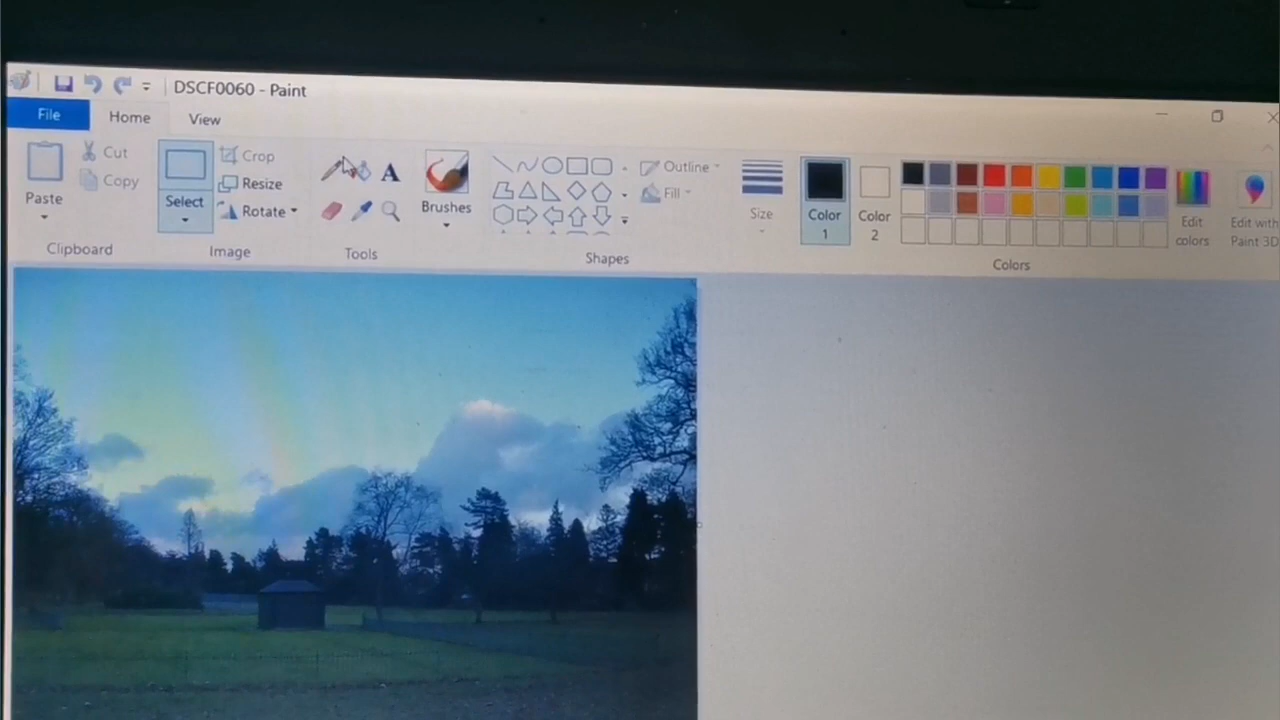 DSCF0060 - Paint
File Home View
Paste
Cut
Copy
Clipboard
Select
Crop
Resize
Rotate
Image
A
Tools
Brushes
Outline
Fill
Shapes
Size
Color 1
Color 2
Edit colors
Edit with Paint 3D
Colors